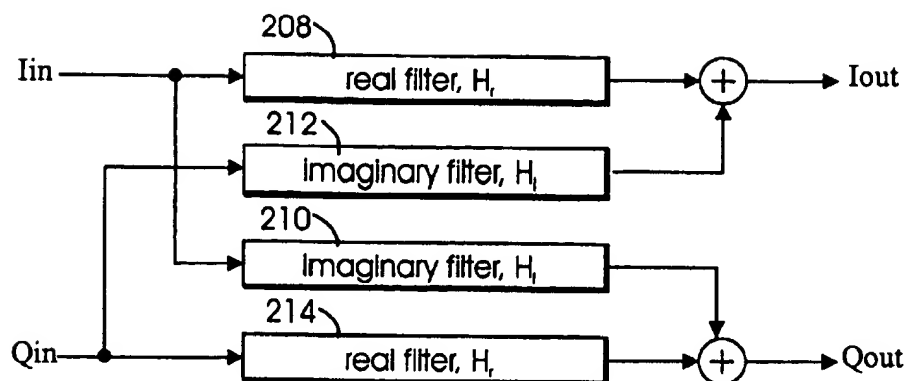 208
Iin
real filter, Hr
+
Iout
212
imaginary filter, HI
210
imaginary filter, HI
214
Qin
real filter, Hr
+
Qout